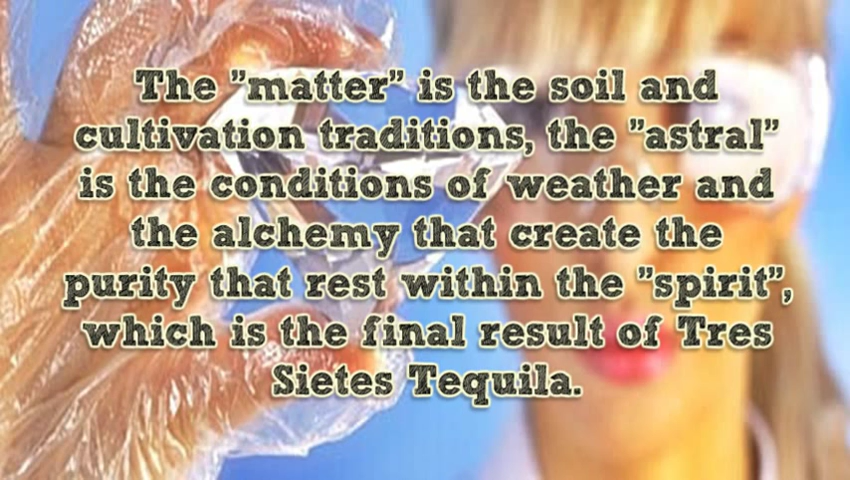 The "matter" is the soil and
cultivation traditions, the "astral"
is the conditions of weather and
the alchemy that create the
purity that rest within the "spirit",
which is the final result of Tres
Sietes Tequila.